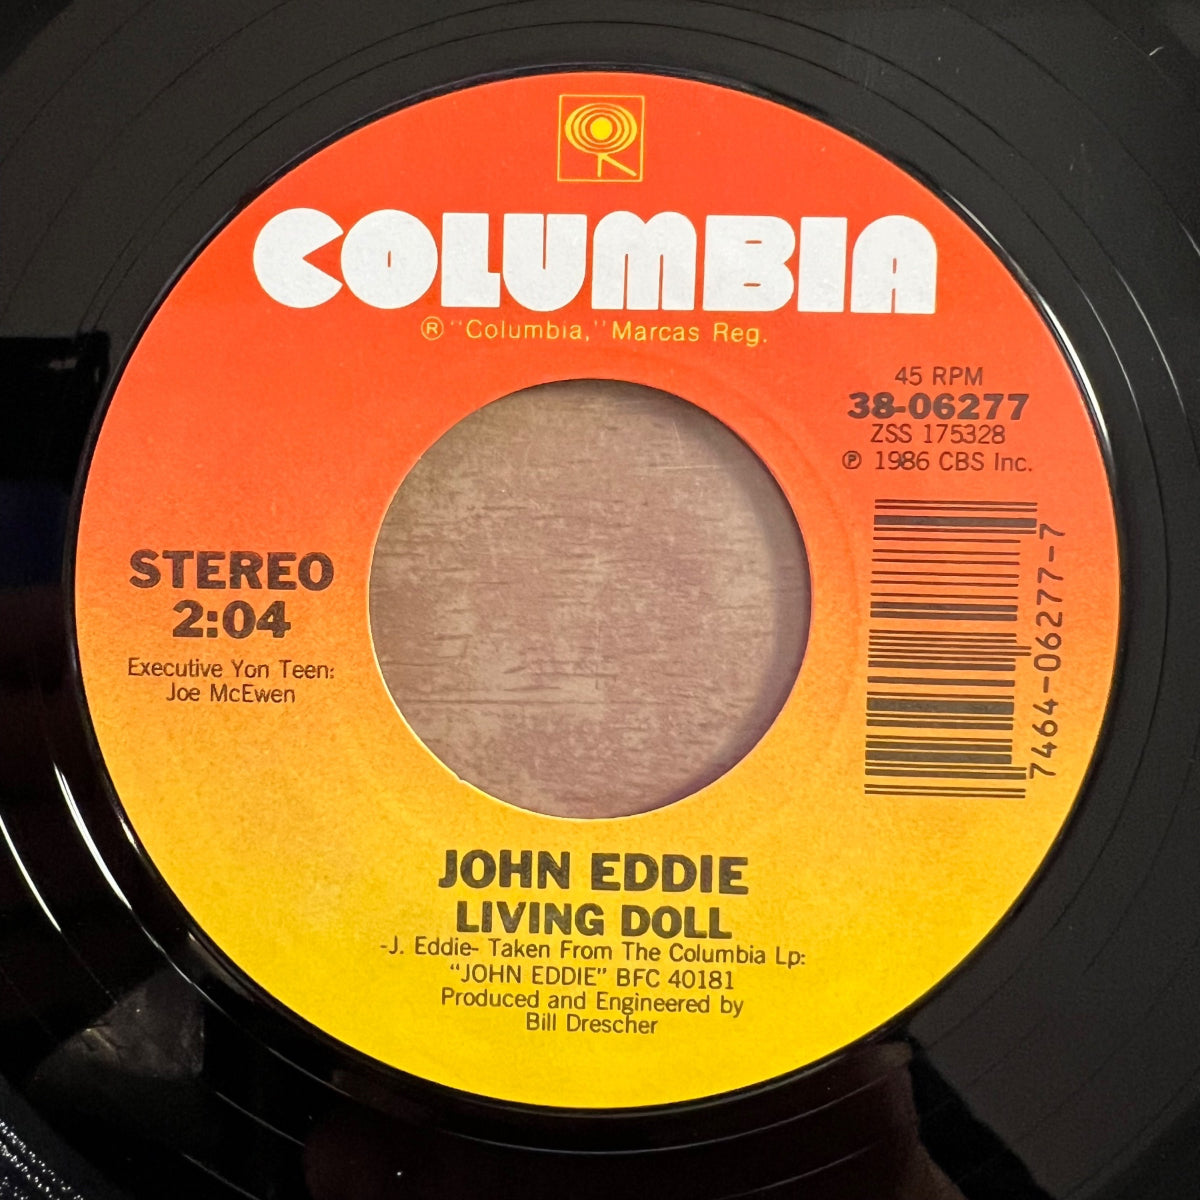 COLUMBIA
® "Columbia," Marcas Reg.
45 RPM
38-06277
ZSS 175328
℗ 1986 CBS Inc.
7464-06277-7
STEREO
2:04
Executive Yon Teen:
Joe McEwen
JOHN EDDIE
LIVING DOLL
-J. Eddie- Taken From The Columbia Lp:
"JOHN EDDIE" BFC 40181
Produced and Engineered by
Bill Drescher